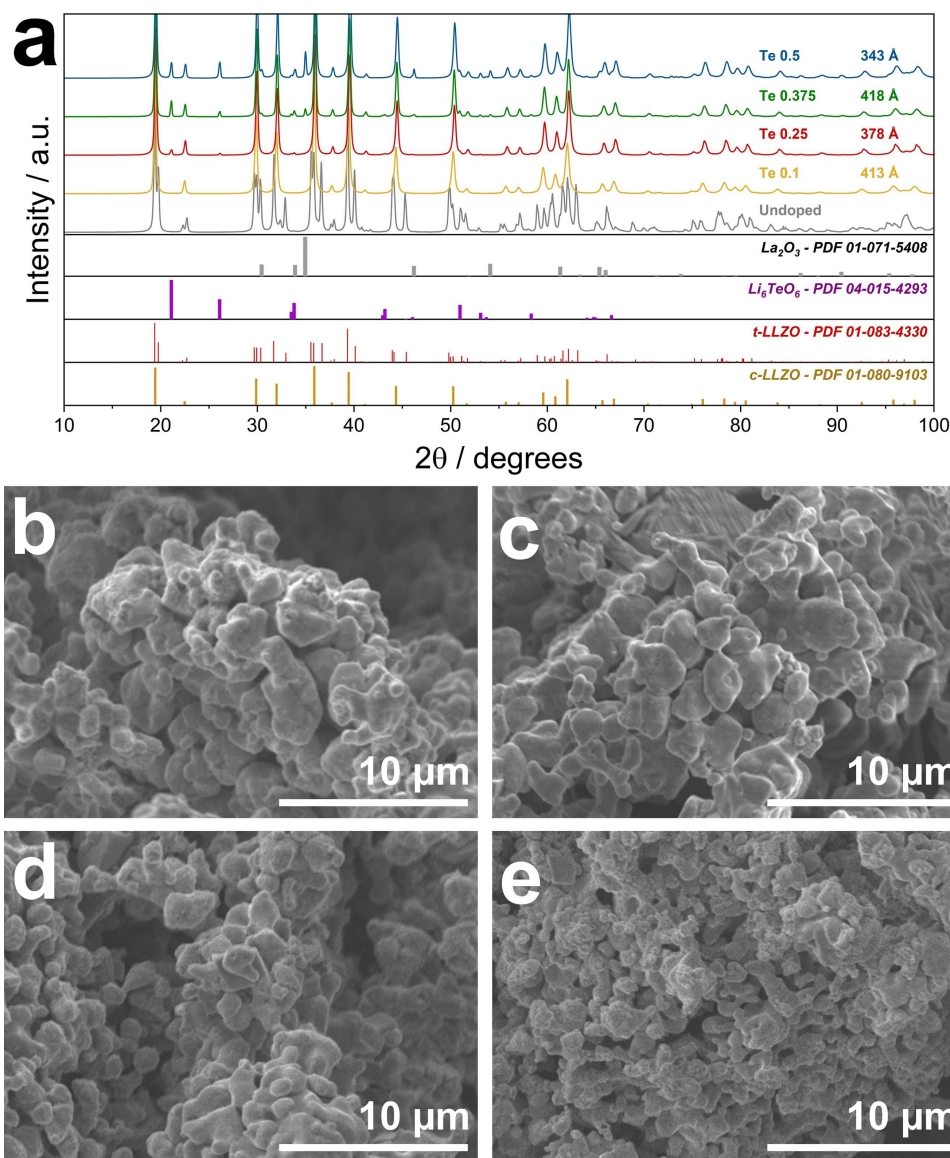 a
Intensity / a.u.
Te 0.5 343 Å
Te 0.375 418 Å
Te 0.25 378 Å
Te 0.1 413 Å
Undoped
La₂O₃ - PDF 01-071-5408
Li₆TeO₆ - PDF 04-015-4293
t-LLZO - PDF 01-083-4330
c-LLZO - PDF 01-080-9103
10 20 30 40 50 60 70 80 90 100
2θ / degrees
b
10 µm
c
10 µm
d
10 µm
e
10 µm